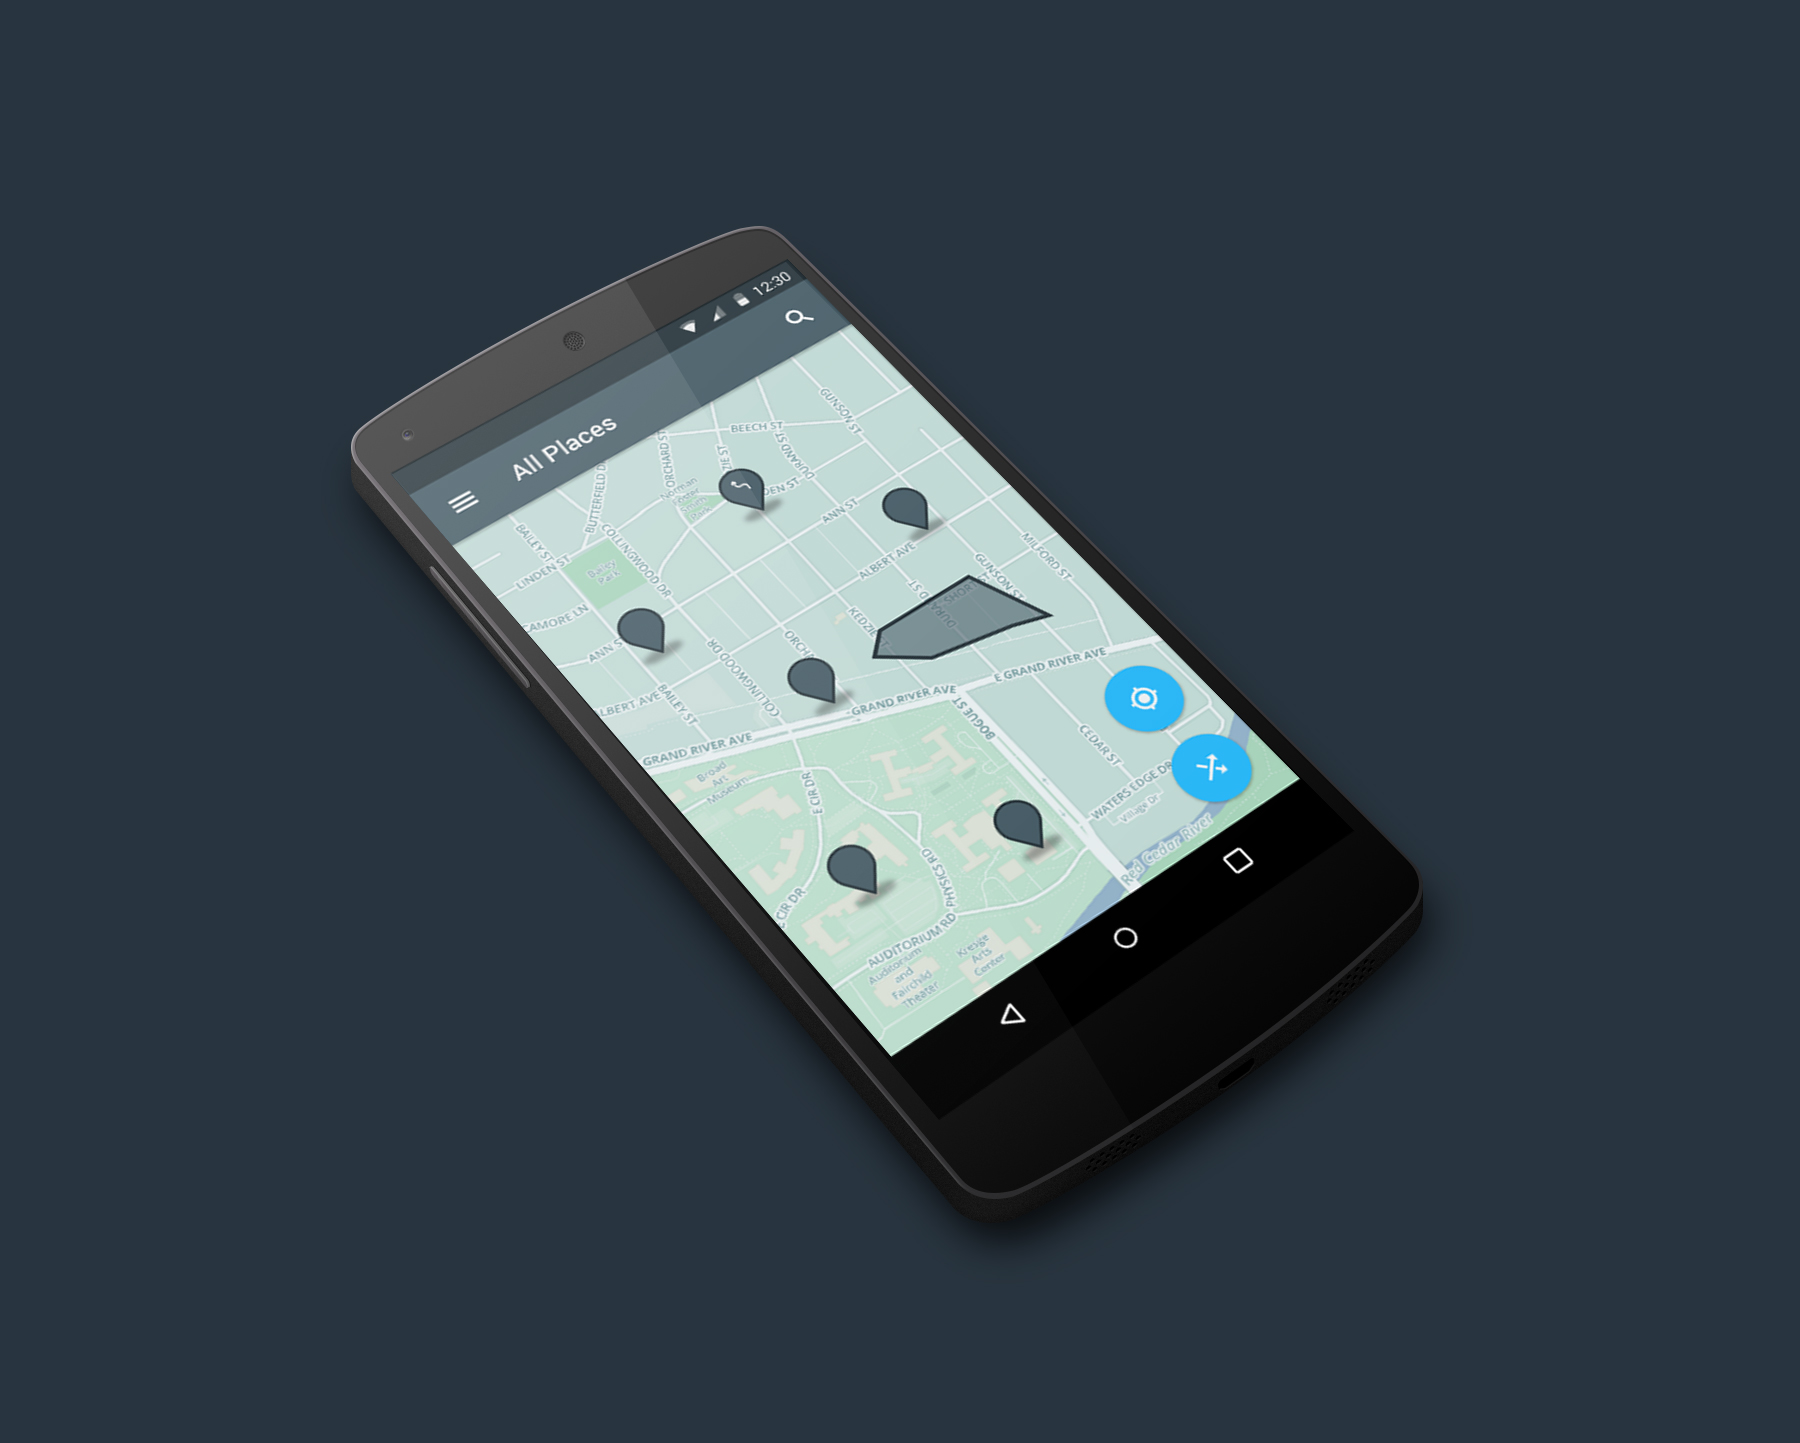 12:30
All Places
GUNSON ST
BEECH ST
ORCHARD ST
DURAND ST
BUTTERFIELD D
Norman
Park
DEN ST
ANN ST
BAILEY ST
COLLINGWOOD DR
LINDEN ST
Bailey
Park
ALBERT AVE
MILFORD ST
GUNSON ST
D ST
SHORT
DURA
CAMORE LN
KEDZIE
ANN S
ORCH
COLLINGWOOD DR
LBERT AVE
BAILEY ST
E GRAND RIVER AVE
GRAND RIVER AVE
BOGUE ST
GRAND RIVER AVE
CEDAR ST
Broad
Art
Museum
E CIR DR
WATERS EDGE DR
Village Dr
Red Cedar River
PHYSICS RD
CIR DR
AUDITORIUM RD
Auditorium
and
Fairchild
Theater
Kresge
Arts
Center